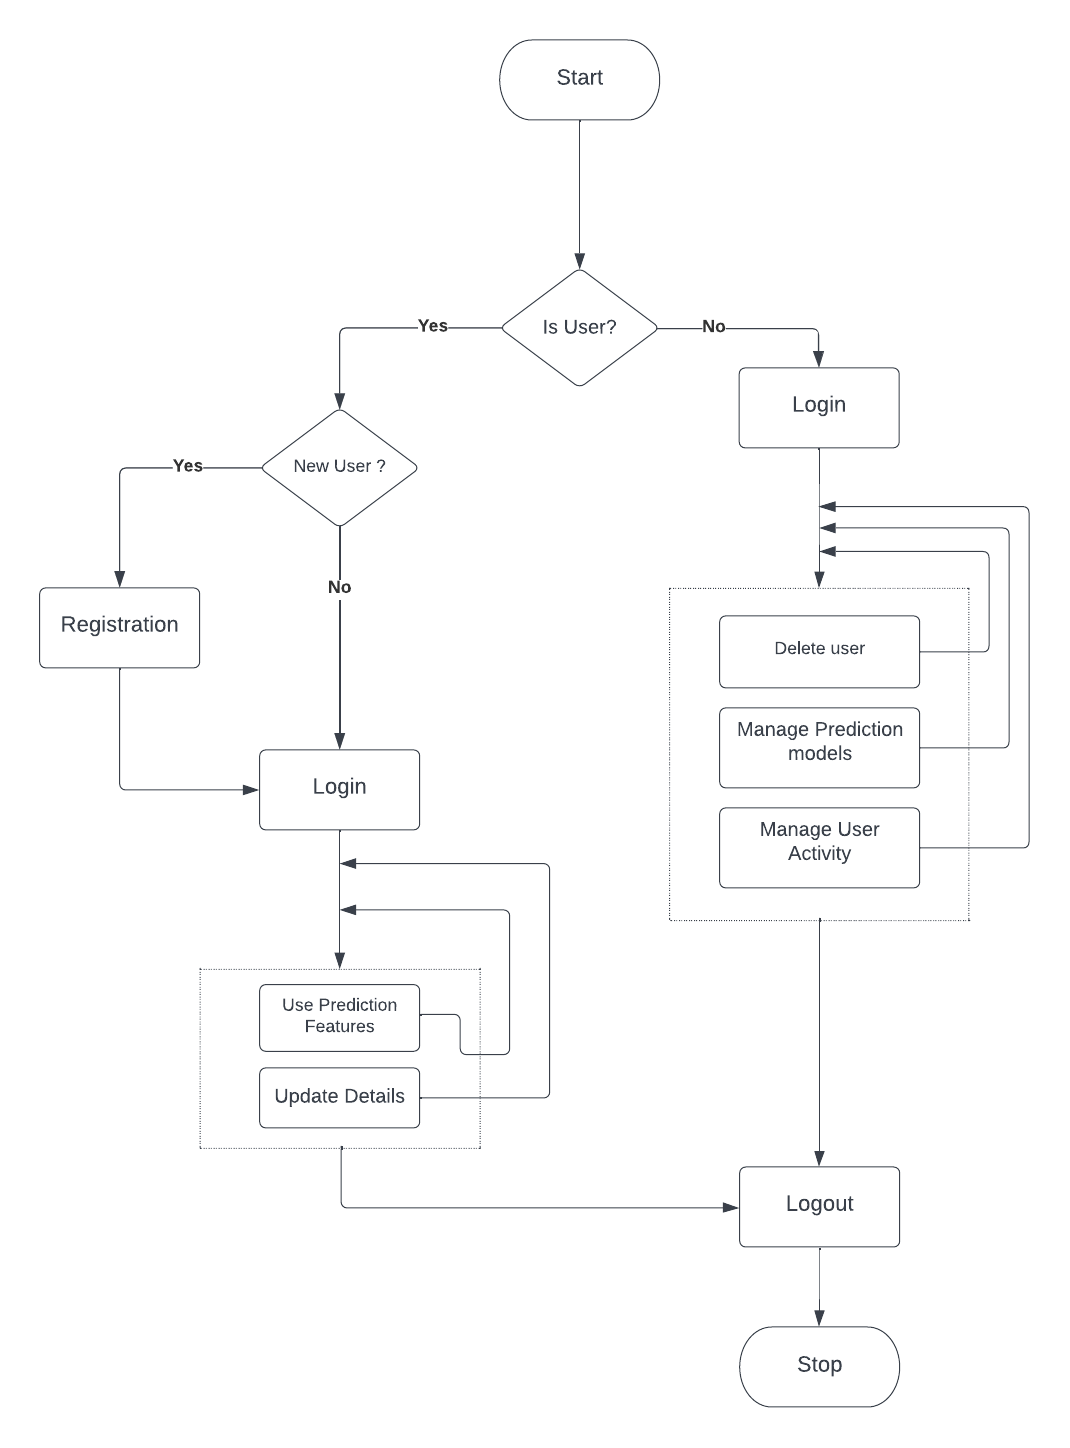 Start
Is User?
Yes
No
Login
New User ?
Yes
No
Registration
Delete user
Manage Prediction
models
Manage User
Activity
Login
Use Prediction
Features
Update Details
Logout
Stop